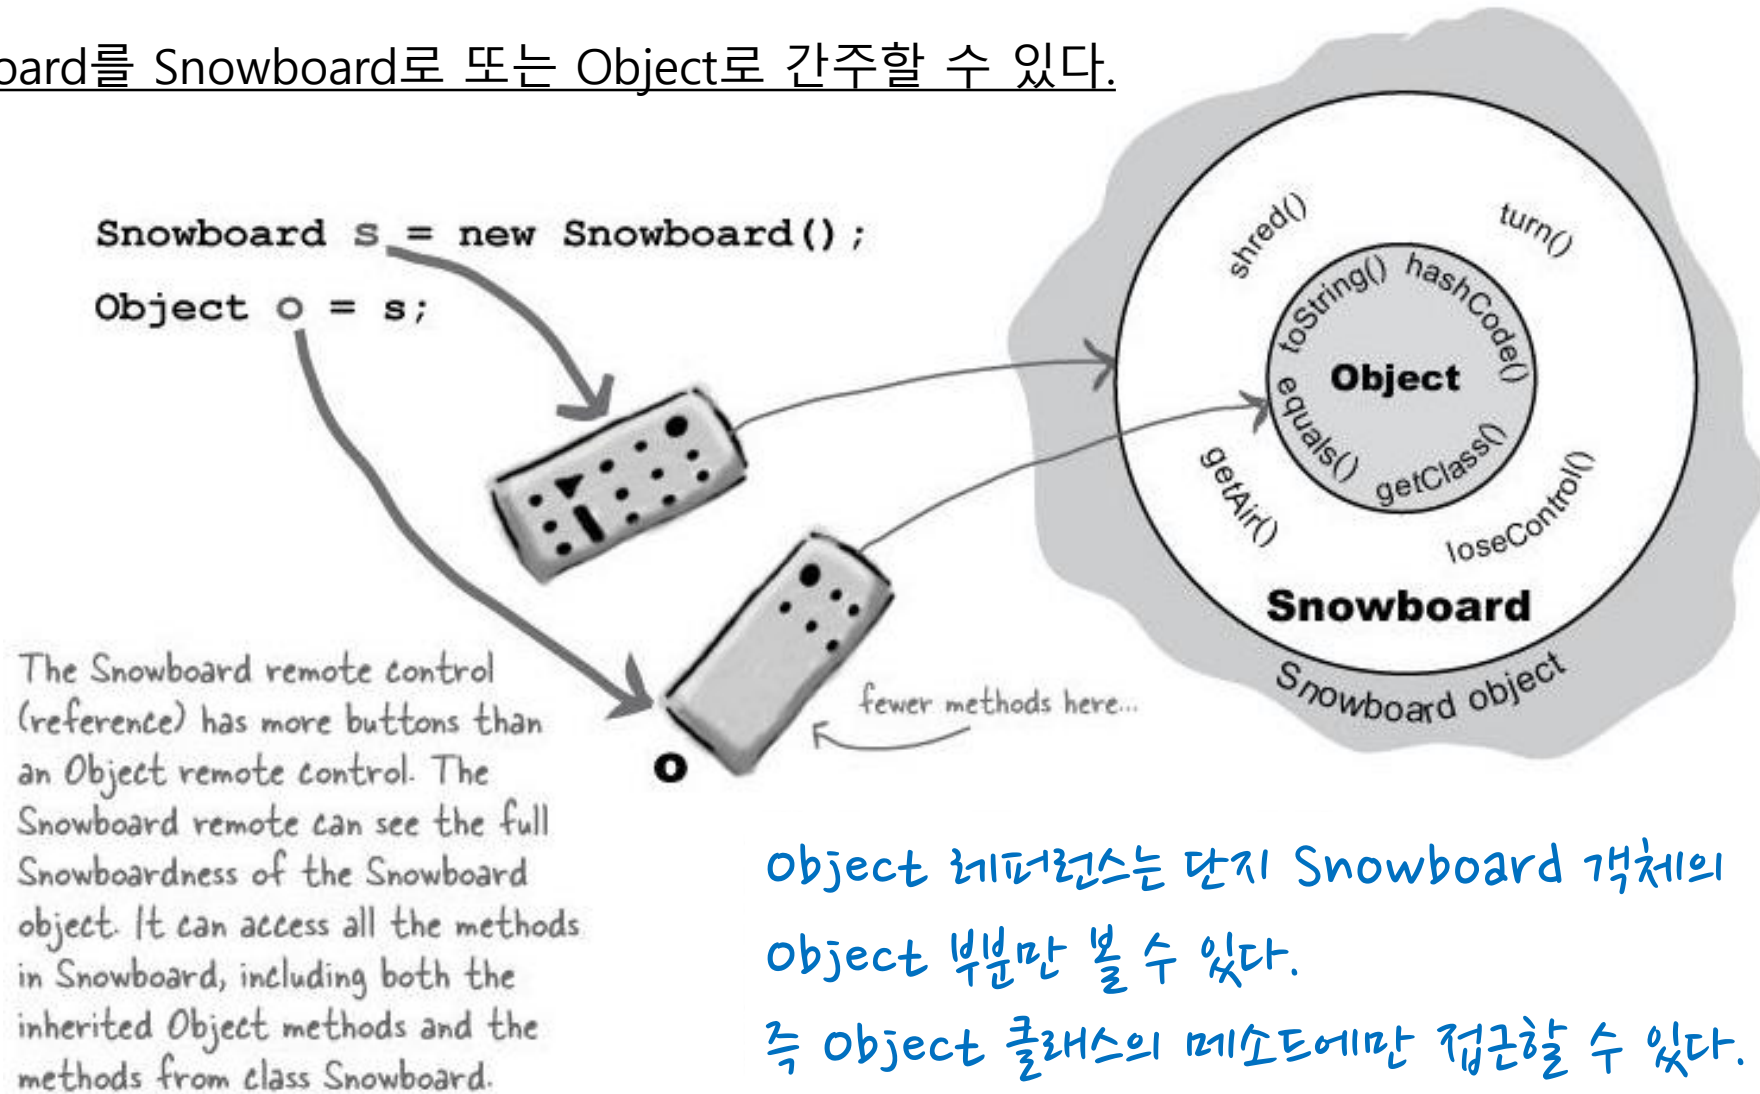 oard를 Snowboard로 또는 Object로 간주할 수 있다.
Snowboard s = new Snowboard();
Object o = s;
shred()
turn()
toString()
hashCode()
Object
equals()
getClass()
getAir()
loseControl()
Snowboard
Snowboard object
fewer methods here...
o
The Snowboard remote control
(reference) has more buttons than
an Object remote control. The
Snowboard remote can see the full
Snowboardness of the Snowboard
object. It can access all the methods
in Snowboard, including both the
inherited Object methods and the
methods from class Snowboard.
Object 레퍼런스는 단지 Snowboard 객체의
Object 부분만 볼 수 있다.
즉 Object 클래스의 메소드에만 접근할 수 있다.